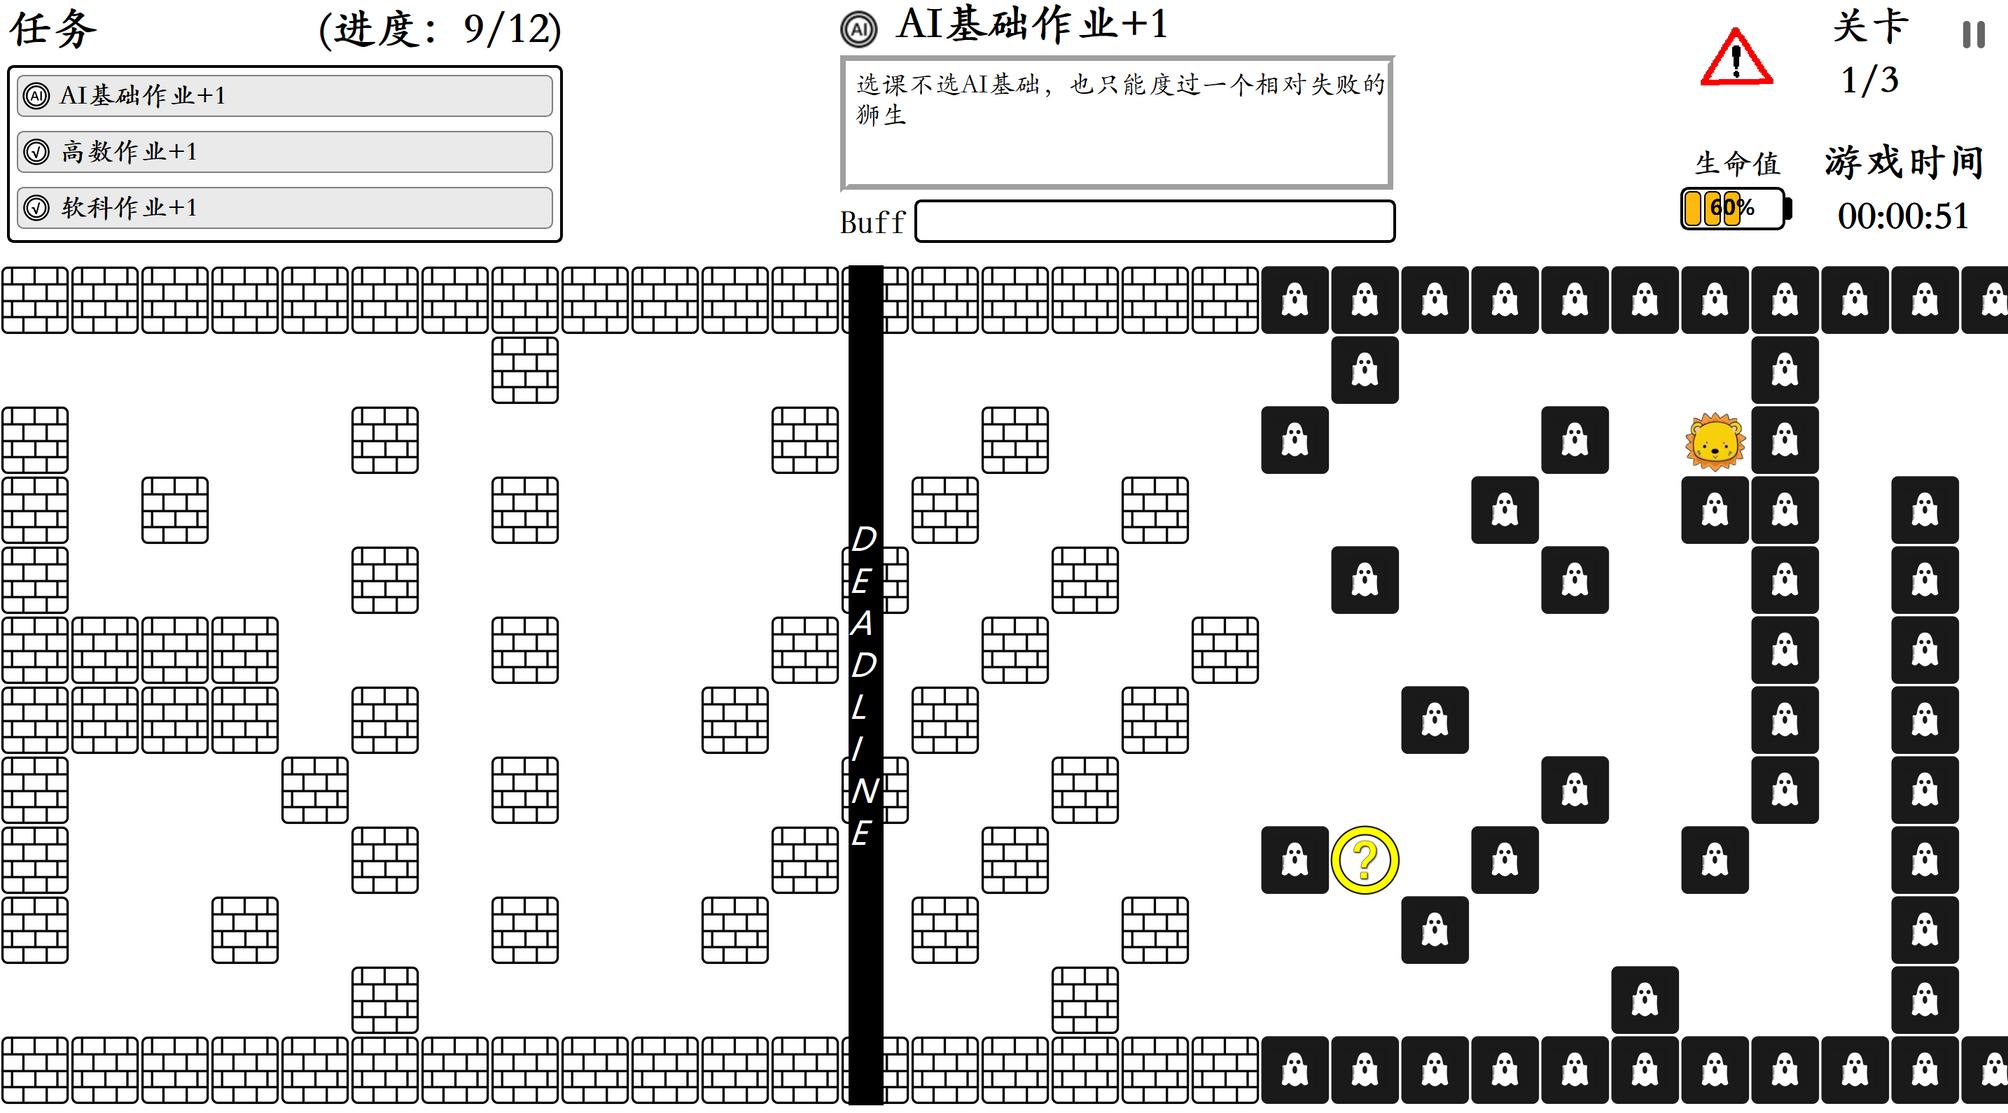 任务 (进度：9/12)
AI AI基础作业+1
√ 高数作业+1
√ 软科作业+1
AI AI基础作业+1
选课不选AI基础，也只能度过一个相对失败的
狮生
Buff
!
关卡
1/3
生命值
60%
游戏时间
00:00:51
DEADLINE
?